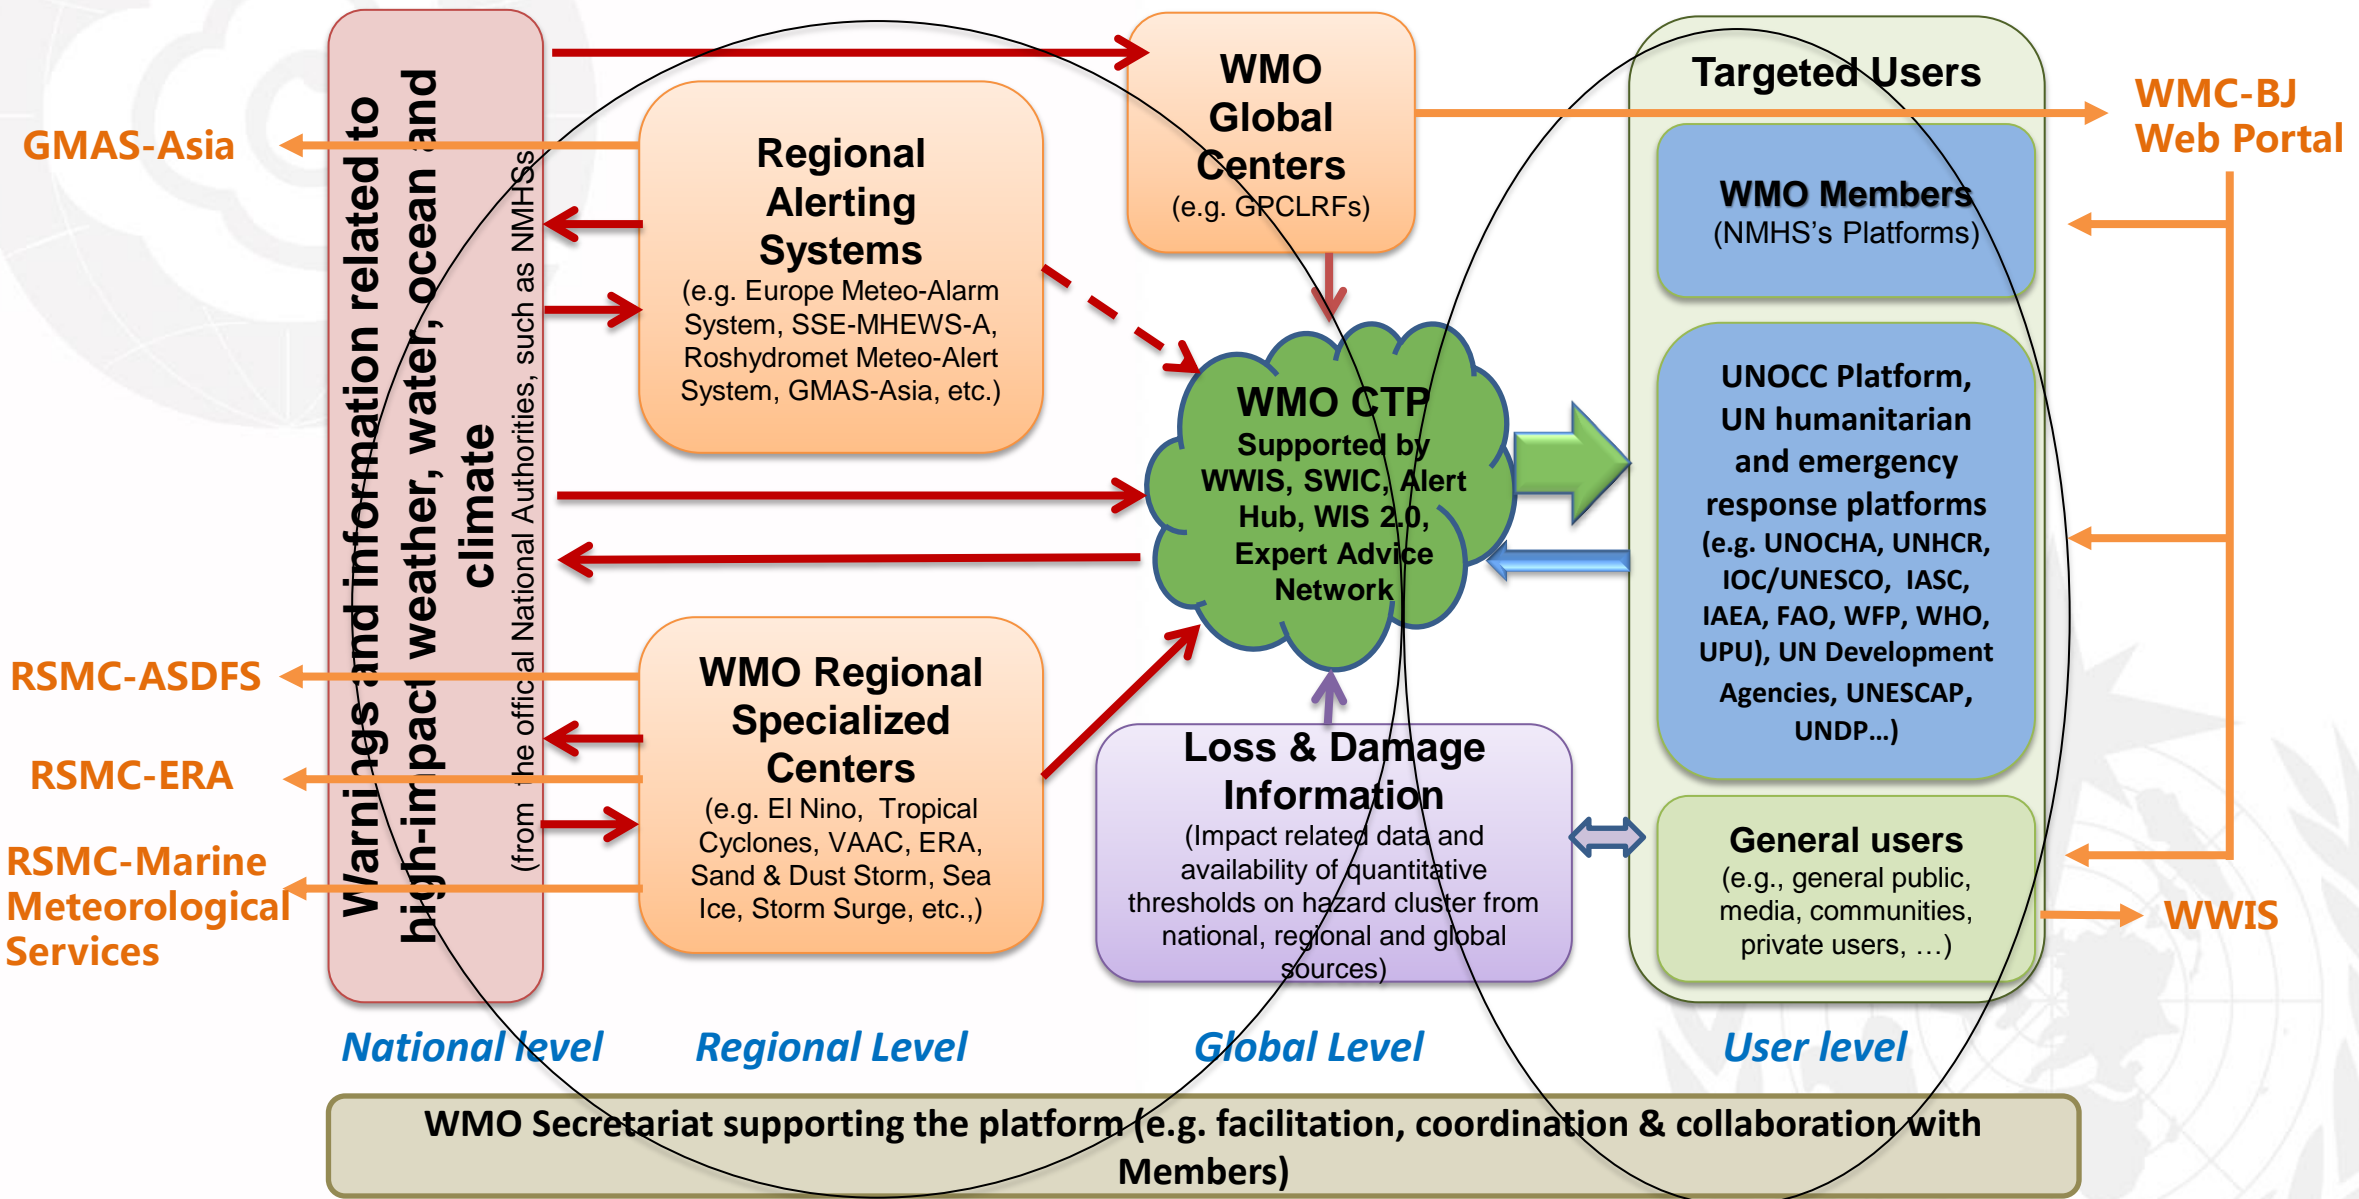 GMAS-Asia
RSMC-ASDFS
RSMC-ERA
RSMC-Marine
Meteorological
Services
Warnings and information related to
high-impact weather, water, ocean and
climate
(from the offical National Authorities, such as NMHSs
Regional
Alerting
Systems
(e.g. Europe Meteo-Alarm
System, SSE-MHEWS-A,
Roshydromet Meteo-Alert
System, GMAS-Asia, etc.)
WMO Regional
Specialized
Centers
(e.g. El Nino, Tropical
Cyclones, VAAC, ERA,
Sand & Dust Storm, Sea
Ice, Storm Surge, etc.,)
WMO
Global
Centers
(e.g. GPCLRFs)
WMO CTP
Supported by
WWIS, SWIC, Alert
Hub, WIS 2.0,
Expert Advice
Network
Loss & Damage
Information
(Impact related data and
availability of quantitative
thresholds on hazard cluster from
national, regional and global
sources)
Targeted Users
WMO Members
(NMHS's Platforms)
UNOCC Platform,
UN humanitarian
and emergency
response platforms
(e.g. UNOCHA, UNHCR,
IOC/UNESCO, IASC,
IAEA, FAO, WFP, WHO,
UPU), UN Development
Agencies, UNESCAP,
UNDP…)
General users
(e.g., general public,
media, communities,
private users, …)
WMC-BJ
Web Portal
WWIS
National level
Regional Level
Global Level
User level
WMO Secretariat supporting the platform (e.g. facilitation, coordination & collaboration with
Members)